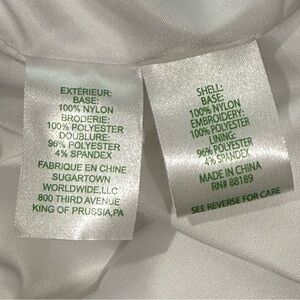 EXTÉRIEUR:
BASE:
100% NYLON
BRODERIE:
100% POLYESTER
DOUBLURE:
96% POLYESTER
4% SPANDEX
FABRIQUE EN CHINE
SUGARTOWN
WORLDWIDE,LLC
800 THIRD AVENUE
KING OF PRUSSIA,PA
SHELL:
BASE:
100% NYLON
EMBROIDERY:
100% POLYESTER
LINING:
96% POLYESTER
4% SPANDEX
MADE IN CHINA
RN# 88189
SEE REVERSE FOR CARE